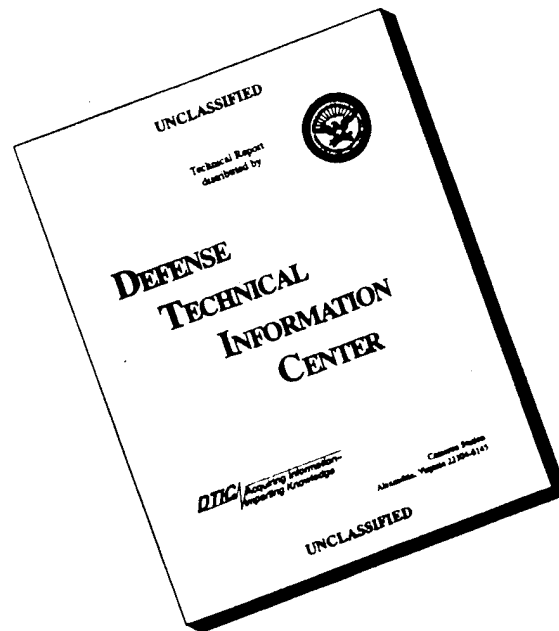 UNCLASSIFIED
Technical Report
distributed by
DEFENSE
TECHNICAL
INFORMATION
CENTER
DTIC
Acquiring Information-
Imparting Knowledge
Cameron Station
Alexandria, Virginia 22304-6145
UNCLASSIFIED